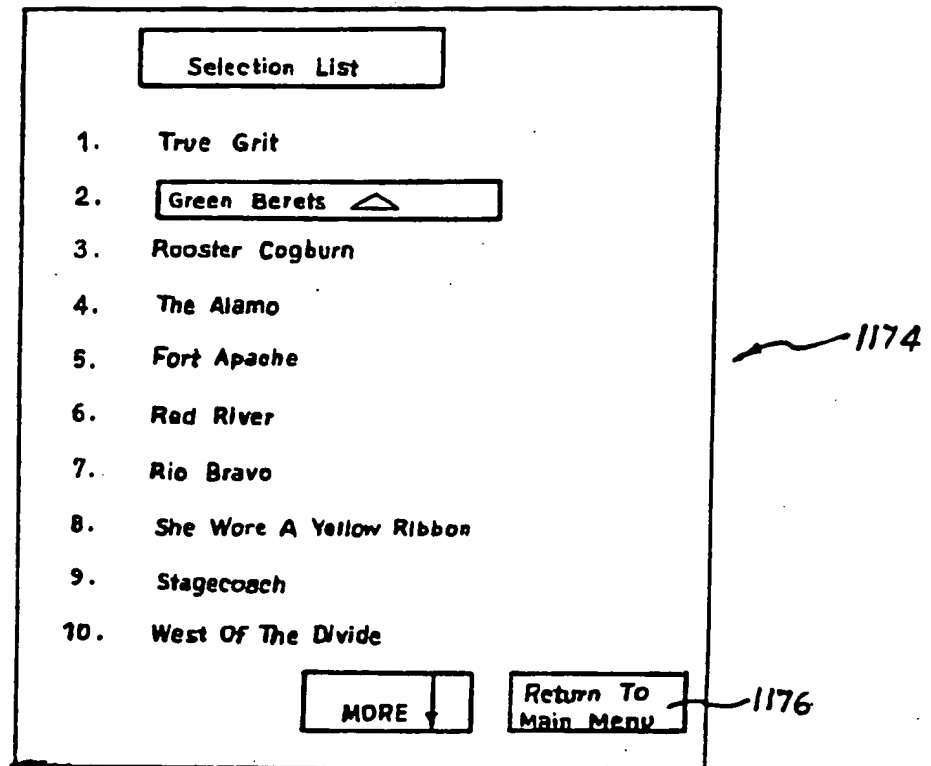 Selection List
1. True Grit
2. Green Berets
3. Rooster Cogburn
4. The Alamo
5. Fort Apache
1174
6. Red River
7. Rio Bravo
8. She Wore A Yellow Ribbon
9. Stagecoach
10. West Of The Divide
MORE
Return To
Main Menu
1176